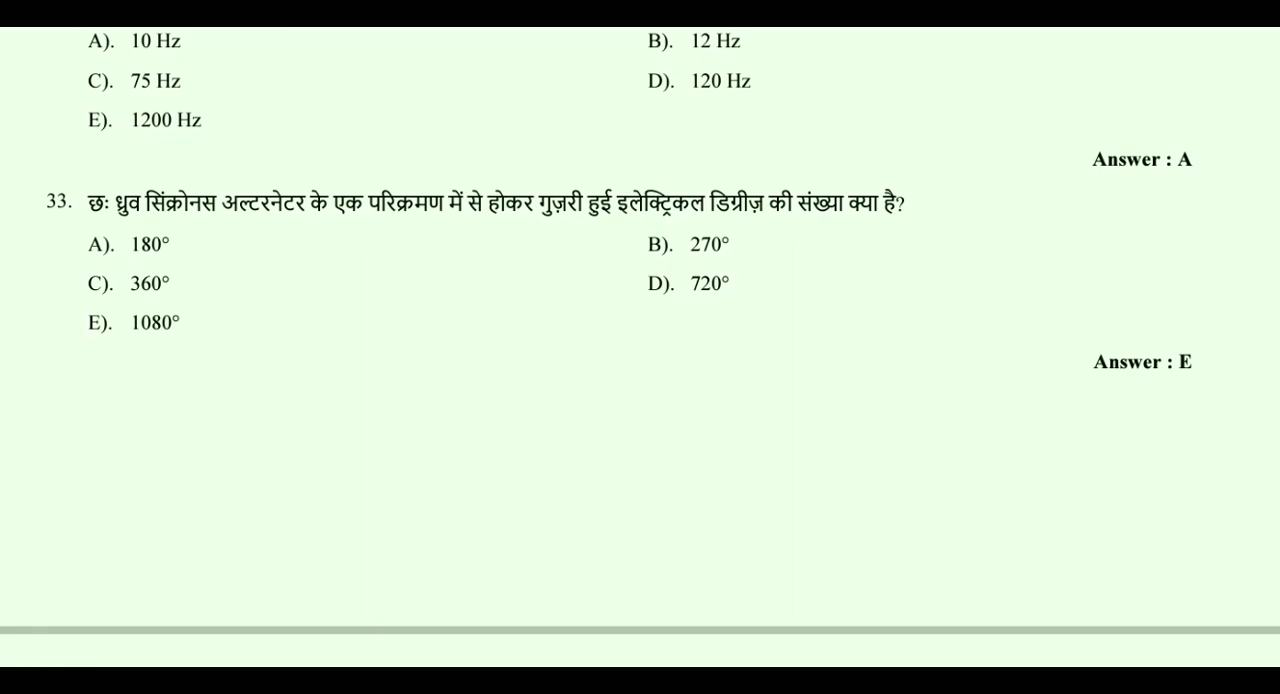 A). 10 Hz B). 12 Hz
C). 75 Hz D). 120 Hz
E). 1200 Hz
Answer : A
33. छः ध्रुव सिंक्रोनस अल्टरनेटर के एक परिक्रमण में से होकर गुज़री हुई इलेक्ट्रिकल डिग्रीज़ की संख्या क्या है?
A). 180° B). 270°
C). 360° D). 720°
E). 1080°
Answer : E